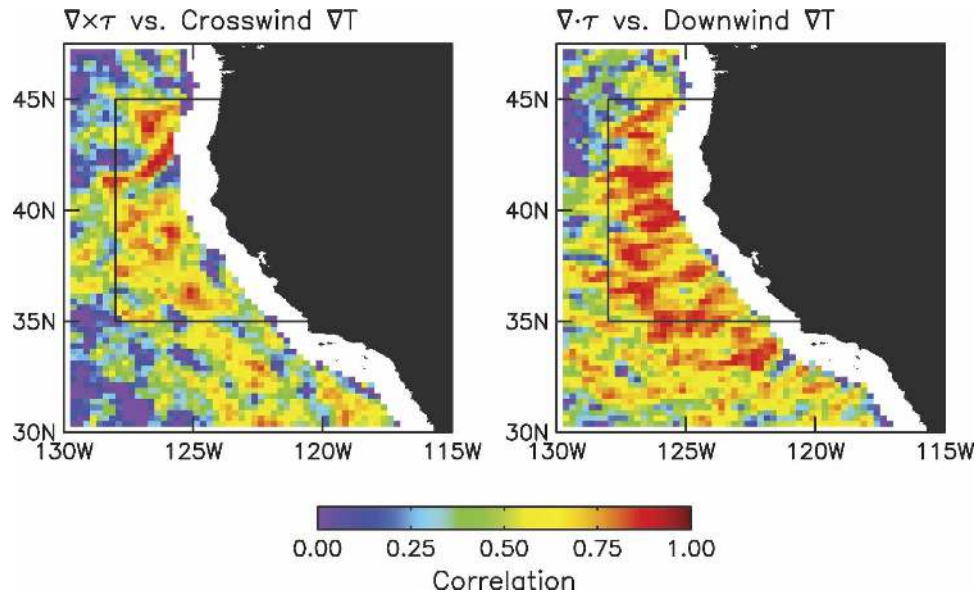 ∇×τ vs. Crosswind ∇T
∇·τ vs. Downwind ∇T
45N
40N
35N
30N
130W
125W
120W
115W
45N
40N
35N
30N
130W
125W
120W
115W
0.00
0.25
0.50
0.75
1.00
Correlation